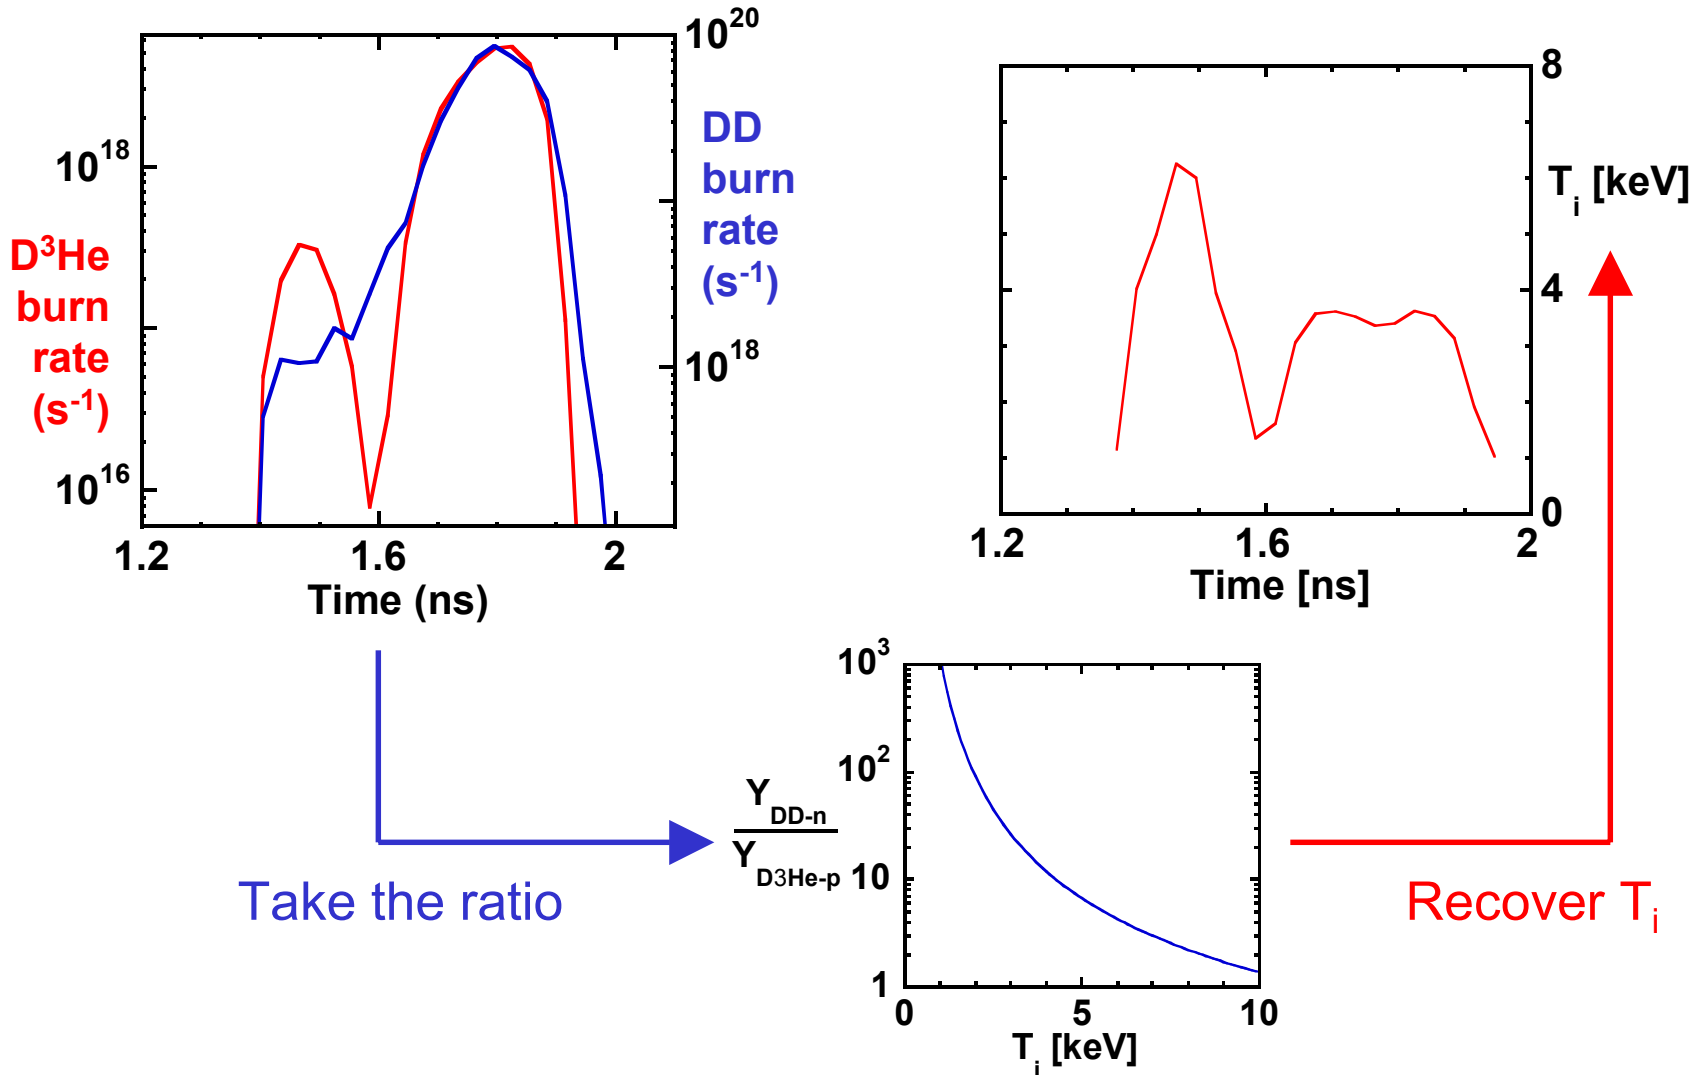 10^20
10^18
10^16
D^3He
burn
rate
(s^-1)
DD
burn
rate
(s^-1)
10^18
1.2 1.6 2
Time (ns)
8
T_i [keV]
4
0
1.2 1.6 2
Time [ns]
Take the ratio
Y_DD-n
Y_D3He-p
10^3
10^2
10
1
0 5 10
T_i [keV]
Recover T_i